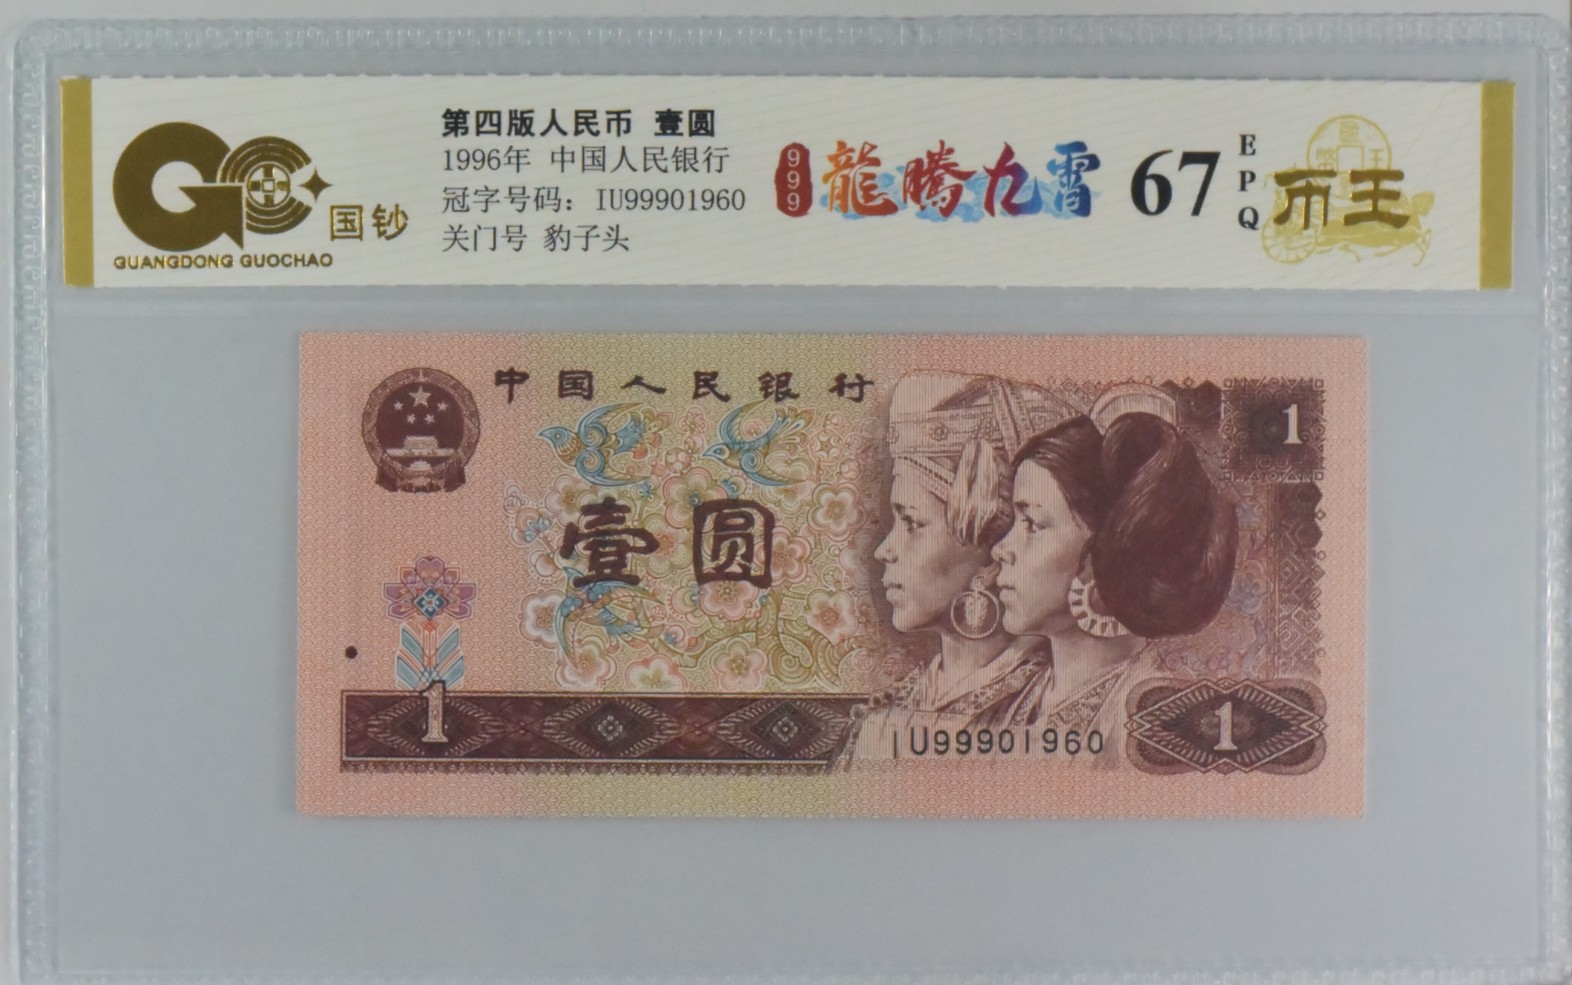 国钞
GUANGDONG GUOCHAO
第四版人民币 壹圆
1996年 中国人民银行
冠字号码：IU99901960
关门号 豹子头
999
龍騰九霄
67
EPQ
币王
中国人民银行
壹圆
1
1
1
IU99901960